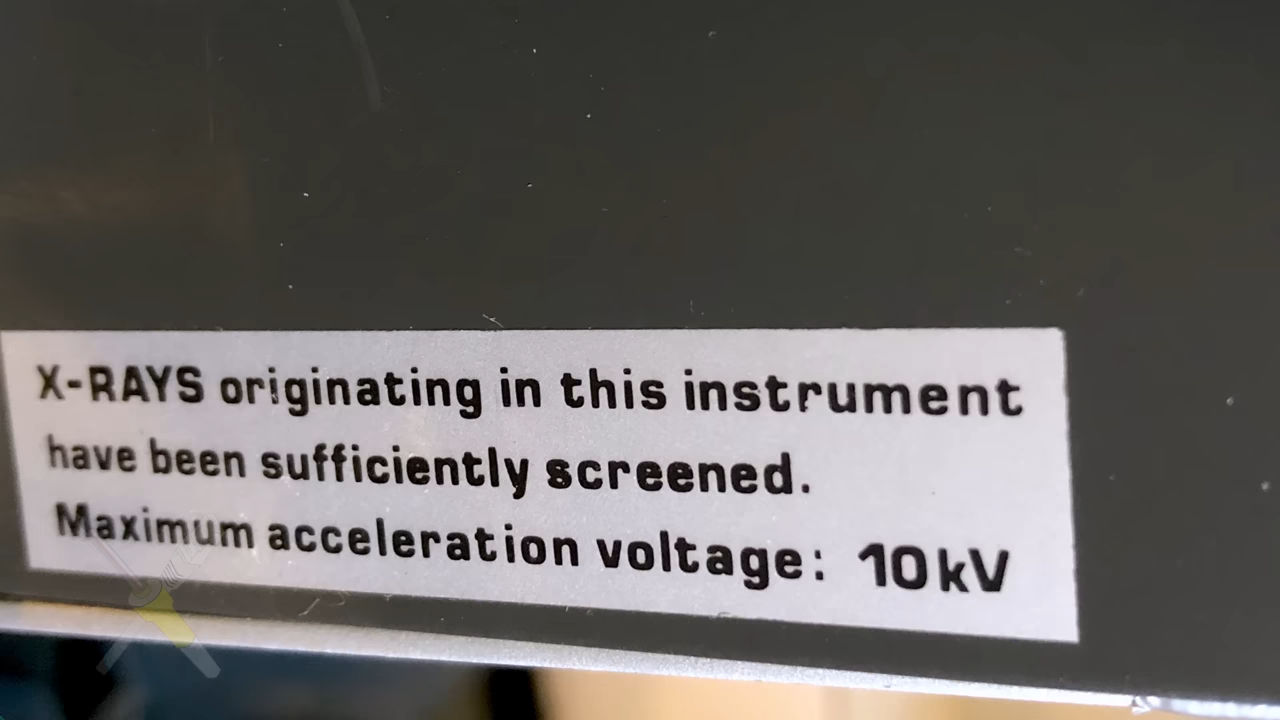 X-RAYS originating in this instrument
have been sufficiently screened.
Maximum acceleration voltage: 10kV